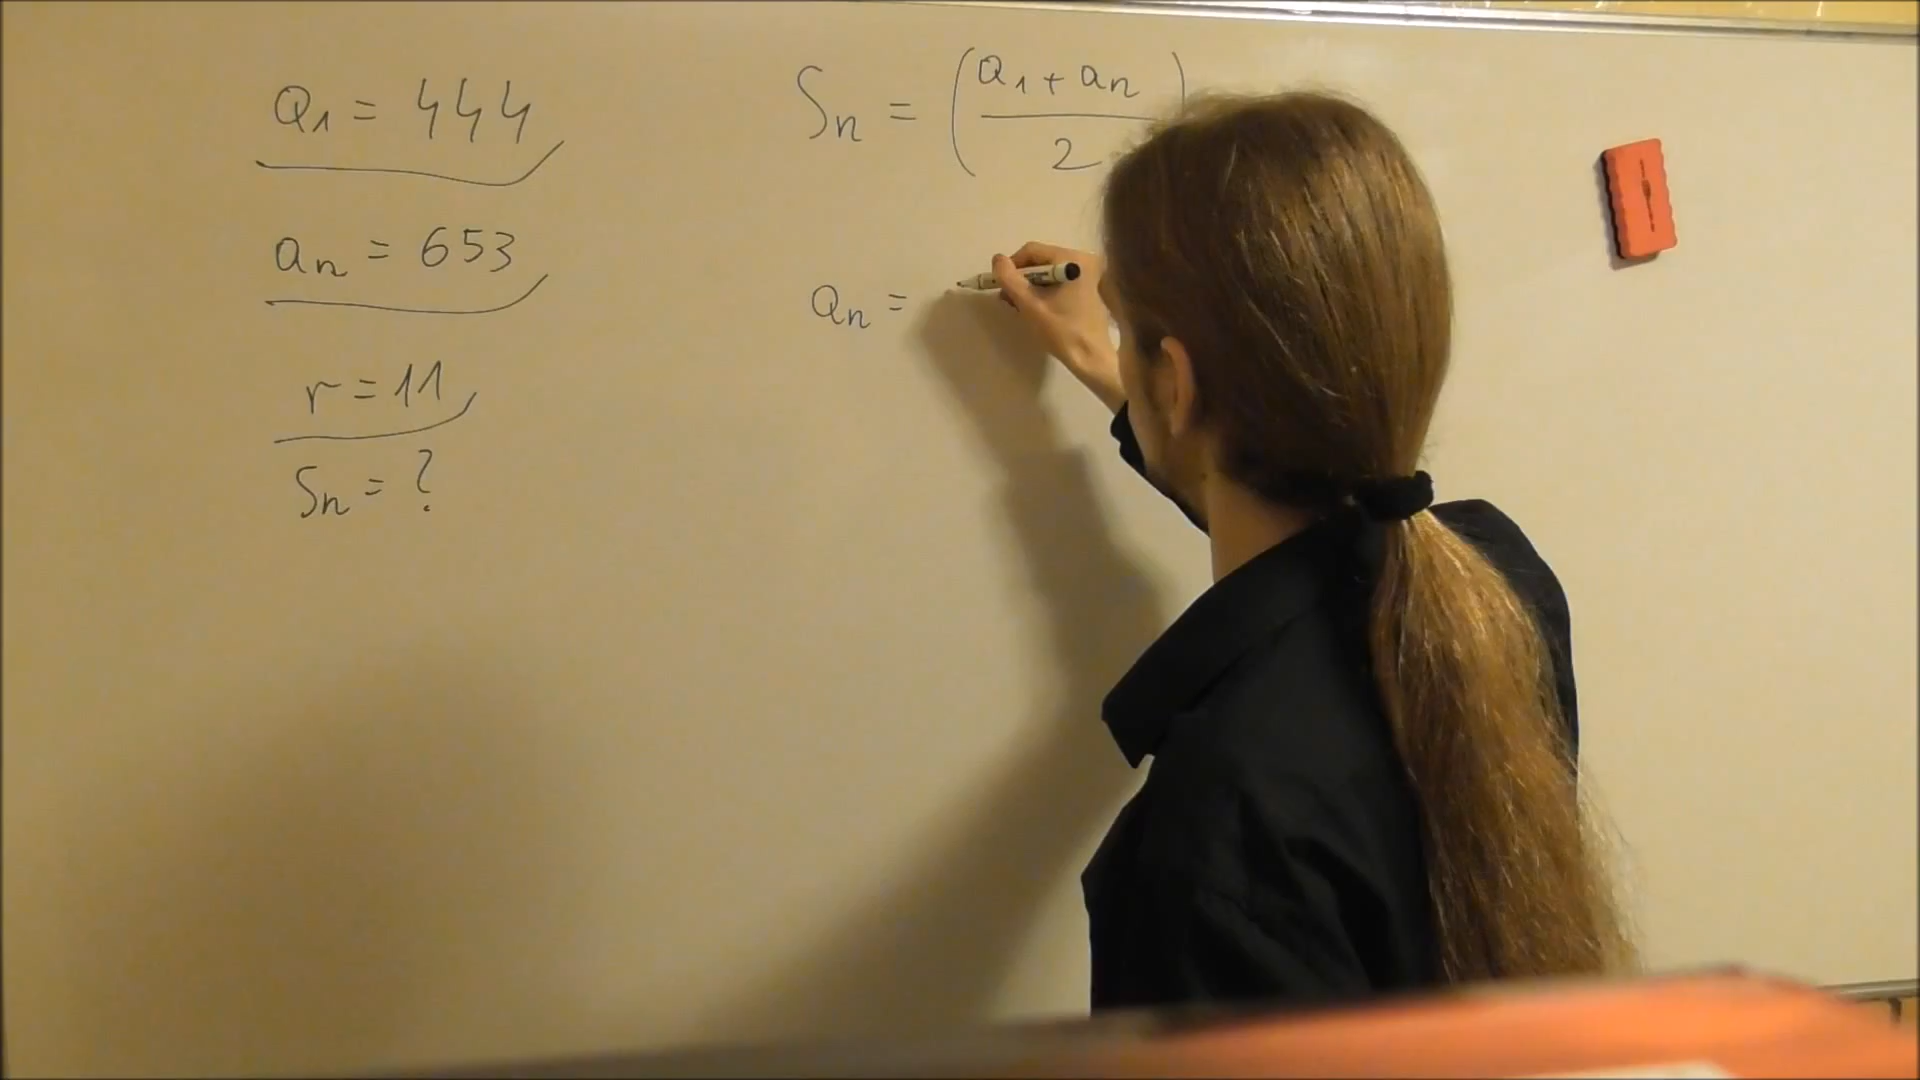 a₁ = 444
aₙ = 653
r = 11
Sₙ = ?
Sₙ = (a₁ + aₙ / 2)
aₙ =